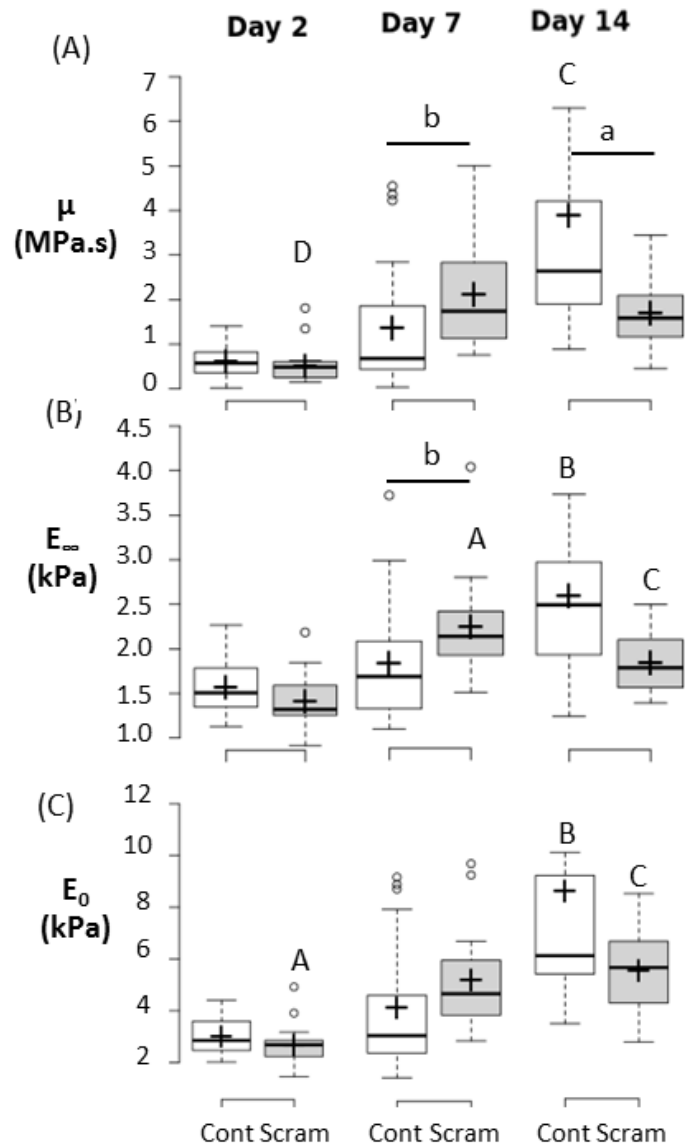 Day 2 Day 7 Day 14
(A)
C
7
6
b
a
5
4
μ
(MPa.s)
3
D
2
1
0
(B)
4.5
b
B
4.0
3.5
E∞
(kPa)
A
3.0
C
2.5
2.0
1.5
1.0
(C)
12
B
10
C
E0
(kPa)
8
A
6
4
2
Cont Scram Cont Scram Cont Scram